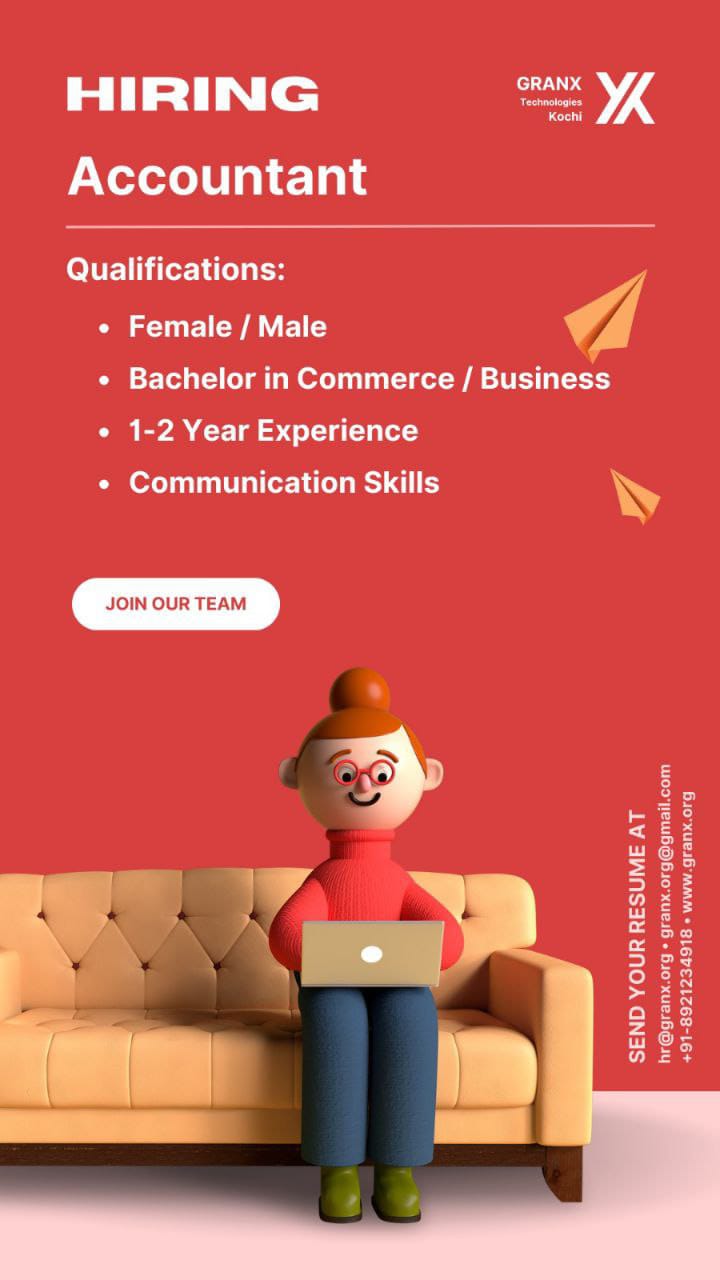 HIRING
GRANX
Technologies
Kochi
Accountant
Qualifications:
• Female / Male
• Bachelor in Commerce / Business
• 1-2 Year Experience
• Communication Skills
JOIN OUR TEAM
SEND YOUR RESUME AT
hr@granx.org • granx.org@gmail.com
+91-8921234918 • www.granx.org